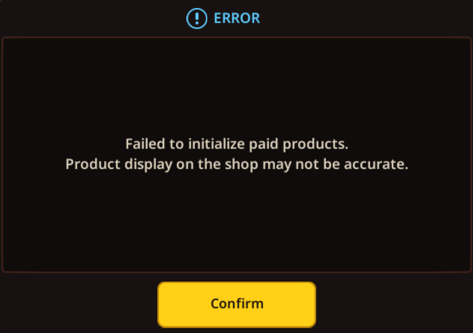 ERROR
Failed to initialize paid products.
Product display on the shop may not be accurate.
Confirm